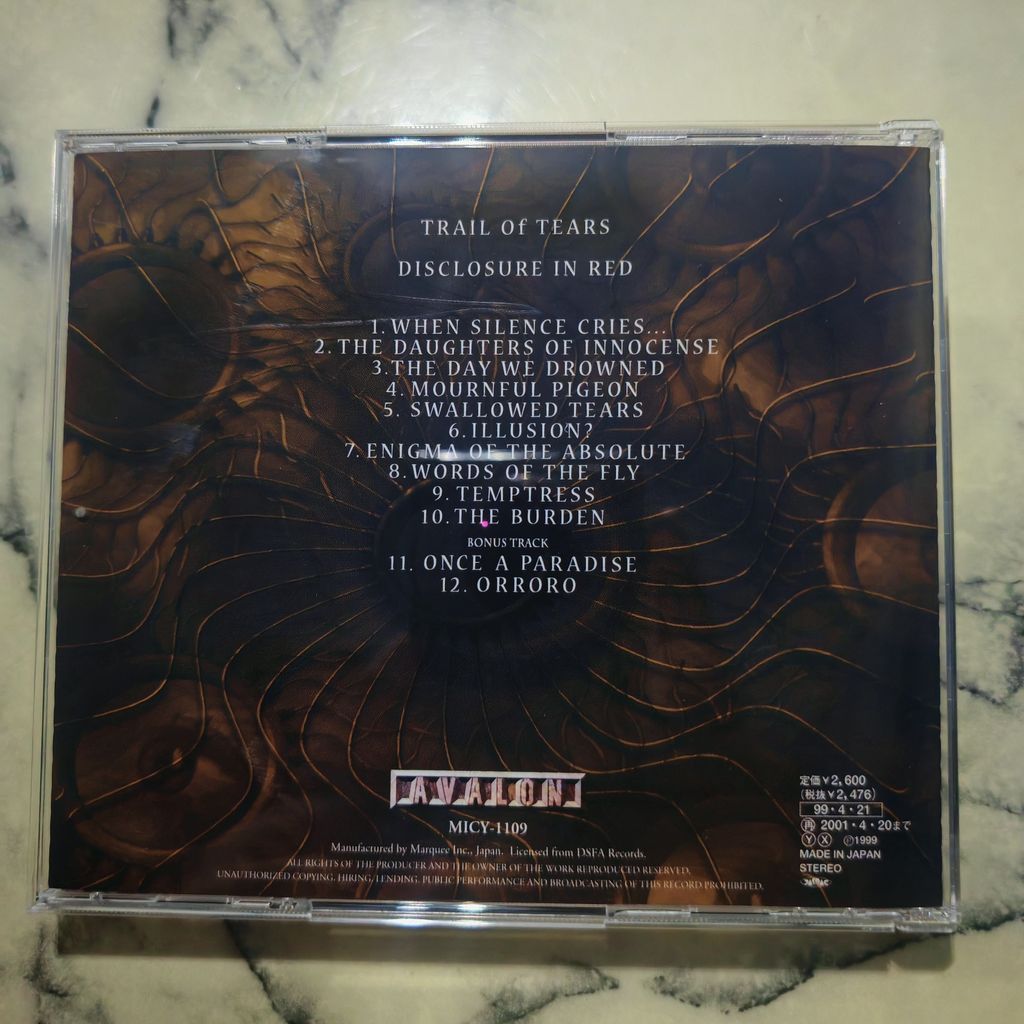 TRAIL Of TEARS
DISCLOSURE IN RED
1. WHEN SILENCE CRIES...
2. THE DAUGHTERS OF INNOCENSE
3. THE DAY WE DROWNED
4. MOURNFUL PIGEON
5. SWALLOWED TEARS
6. ILLUSION?
7. ENIGMA OF THE ABSOLUTE
8. WORDS OF THE FLY
9. TEMPTRESS
10. THE BURDEN
BONUS TRACK
11. ONCE A PARADISE
12. ORRORO
AVALON
MICY-1109
Manufactured by Marquee Inc., Japan. Licensed from DSFA Records.
ALL RIGHTS OF THE PRODUCER AND THE OWNER OF THE WORK REPRODUCED RESERVED.
UNAUTHORIZED COPYING, HIRING, LENDING, PUBLIC PERFORMANCE AND BROADCASTING OF THIS RECORD PROHIBITED.
定価¥2,600
(税抜¥2,476)
99・4・21
再 2001・4・20まで
Ⓨ Ⓧ ℗1999
MADE IN JAPAN
STEREO